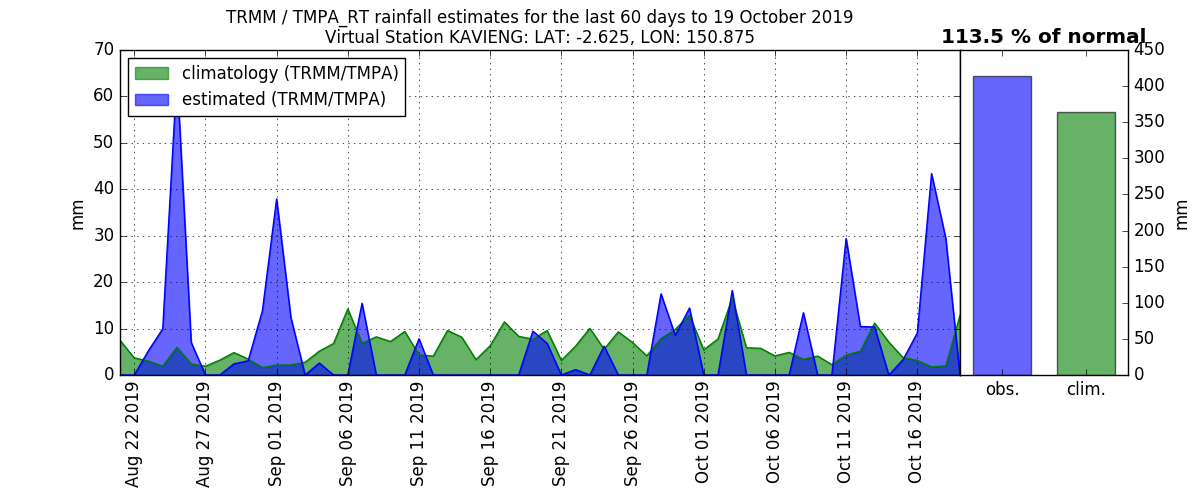 TRMM / TMPA_RT rainfall estimates for the last 60 days to 19 October 2019
Virtual Station KAVIENG: LAT: -2.625, LON: 150.875
113.5 % of normal
climatology (TRMM/TMPA)
estimated (TRMM/TMPA)
70
60
50
40
30
20
10
0
mm
Aug 22 2019
Aug 27 2019
Sep 01 2019
Sep 06 2019
Sep 11 2019
Sep 16 2019
Sep 21 2019
Sep 26 2019
Oct 01 2019
Oct 06 2019
Oct 11 2019
Oct 16 2019
450
400
350
300
250
200
150
100
50
0
mm
obs.
clim.